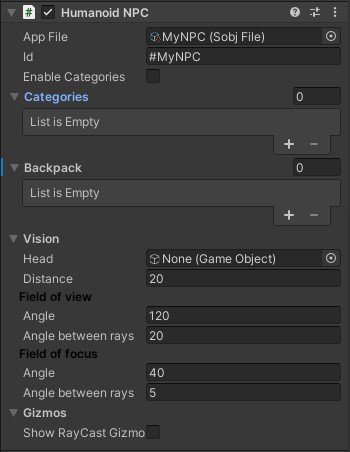 Humanoid NPC
App File MyNPC (Sobj File)
Id #MyNPC
Enable Categories
Categories 0
List is Empty
+ −
Backpack 0
List is Empty
+ −
Vision
Head None (Game Object)
Distance 20
Field of view
Angle 120
Angle between rays 20
Field of focus
Angle 40
Angle between rays 5
Gizmos
Show RayCast Gizmo